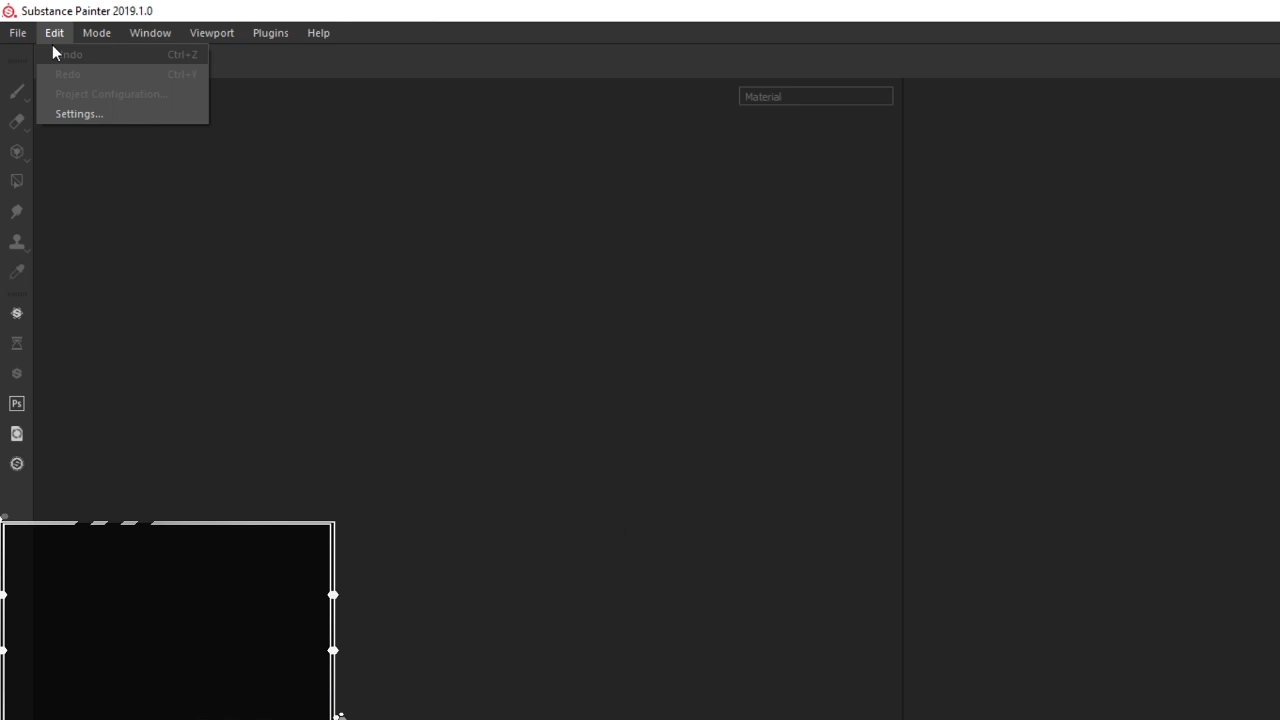 Substance Painter 2019.1.0
File Edit Mode Window Viewport Plugins Help
Ctrl+Z
Redo Ctrl+Y
Project Configuration...
Settings...
Material
Ps